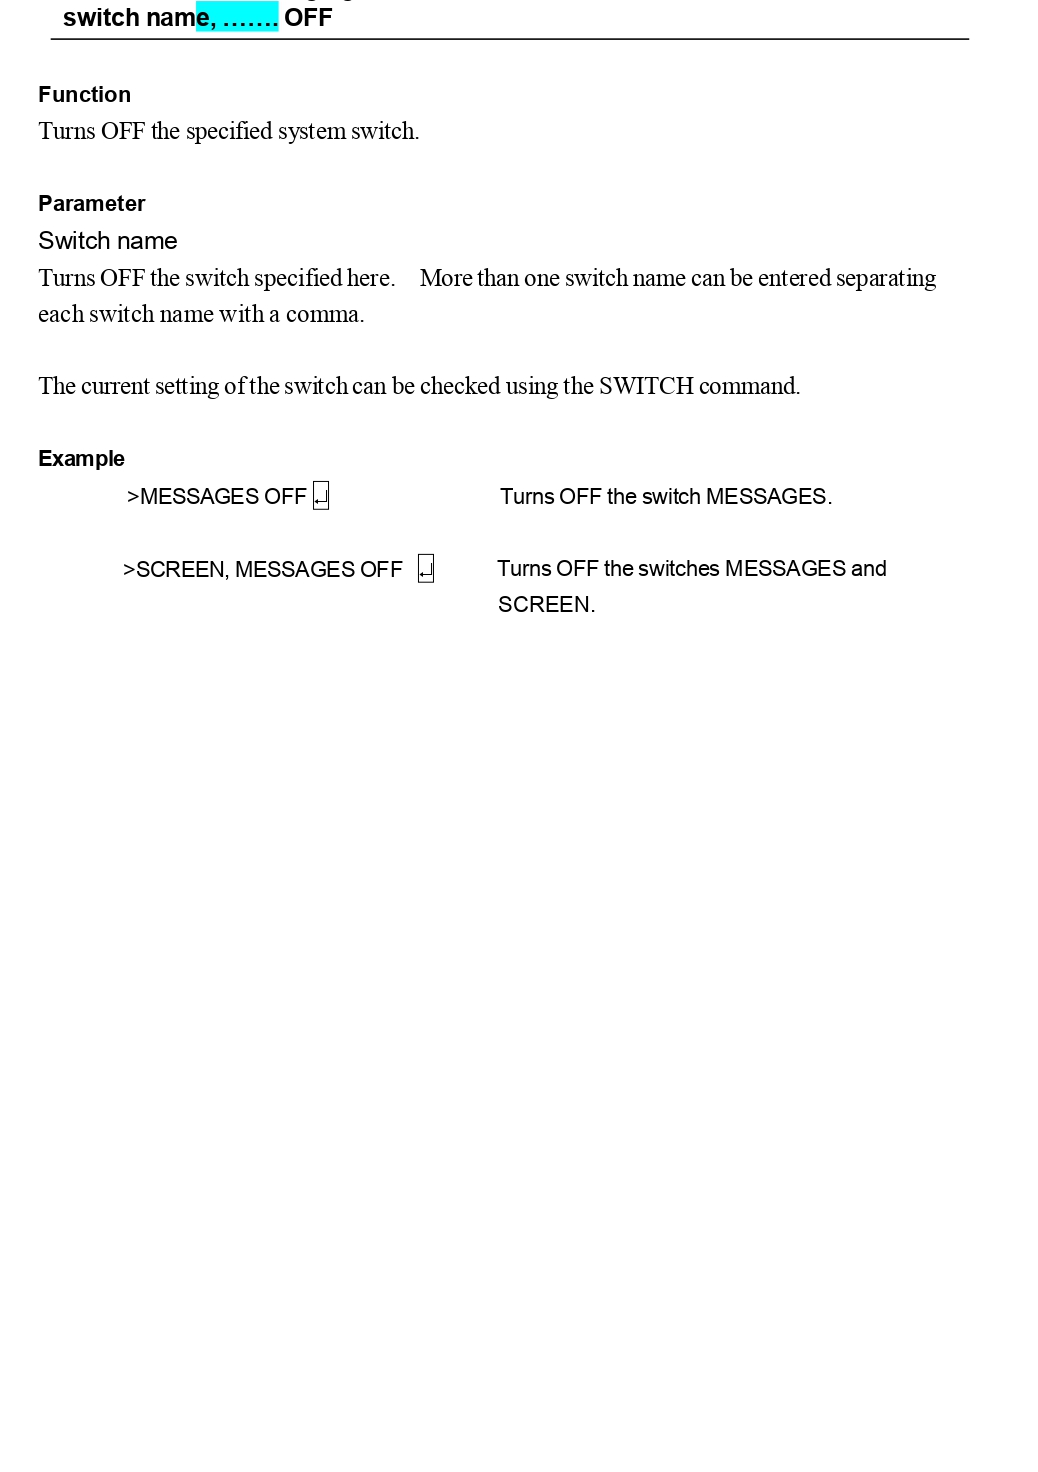 switch name, ……. OFF
Function
Turns OFF the specified system switch.
Parameter
Switch name
Turns OFF the switch specified here. More than one switch name can be entered separating
each switch name with a comma.
The current setting of the switch can be checked using the SWITCH command.
Example
>MESSAGES OFF ↵ Turns OFF the switch MESSAGES.
>SCREEN, MESSAGES OFF ↵ Turns OFF the switches MESSAGES and
SCREEN.